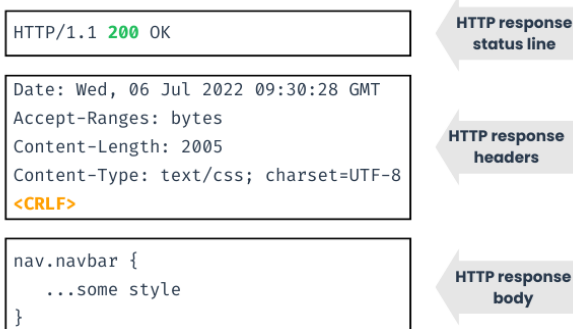 HTTP/1.1 200 OK
HTTP response
status line
Date: Wed, 06 Jul 2022 09:30:28 GMT
Accept-Ranges: bytes
Content-Length: 2005
Content-Type: text/css; charset=UTF-8
<CRLF>
HTTP response
headers
nav.navbar {
   ...some style
}
HTTP response
body